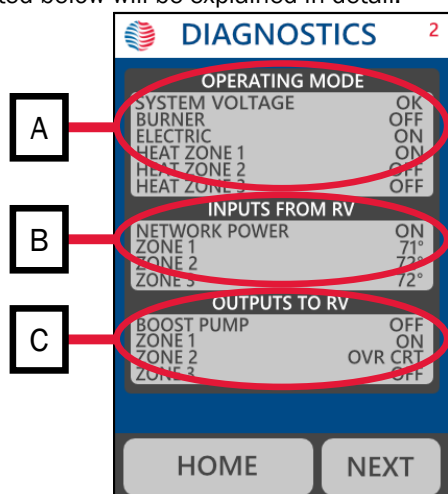 ted below will be explained in detail.
DIAGNOSTICS 2
OPERATING MODE
SYSTEM VOLTAGE OK
BURNER OFF
ELECTRIC ON
HEAT ZONE 1 ON
HEAT ZONE 2 OFF
HEAT ZONE 3 OFF
A
INPUTS FROM RV
NETWORK POWER ON
ZONE 1 71°
ZONE 2 72°
ZONE 3 72°
B
OUTPUTS TO RV
BOOST PUMP OFF
ZONE 1 ON
ZONE 2 OVR CRT
ZONE 3 OFF
C
HOME NEXT